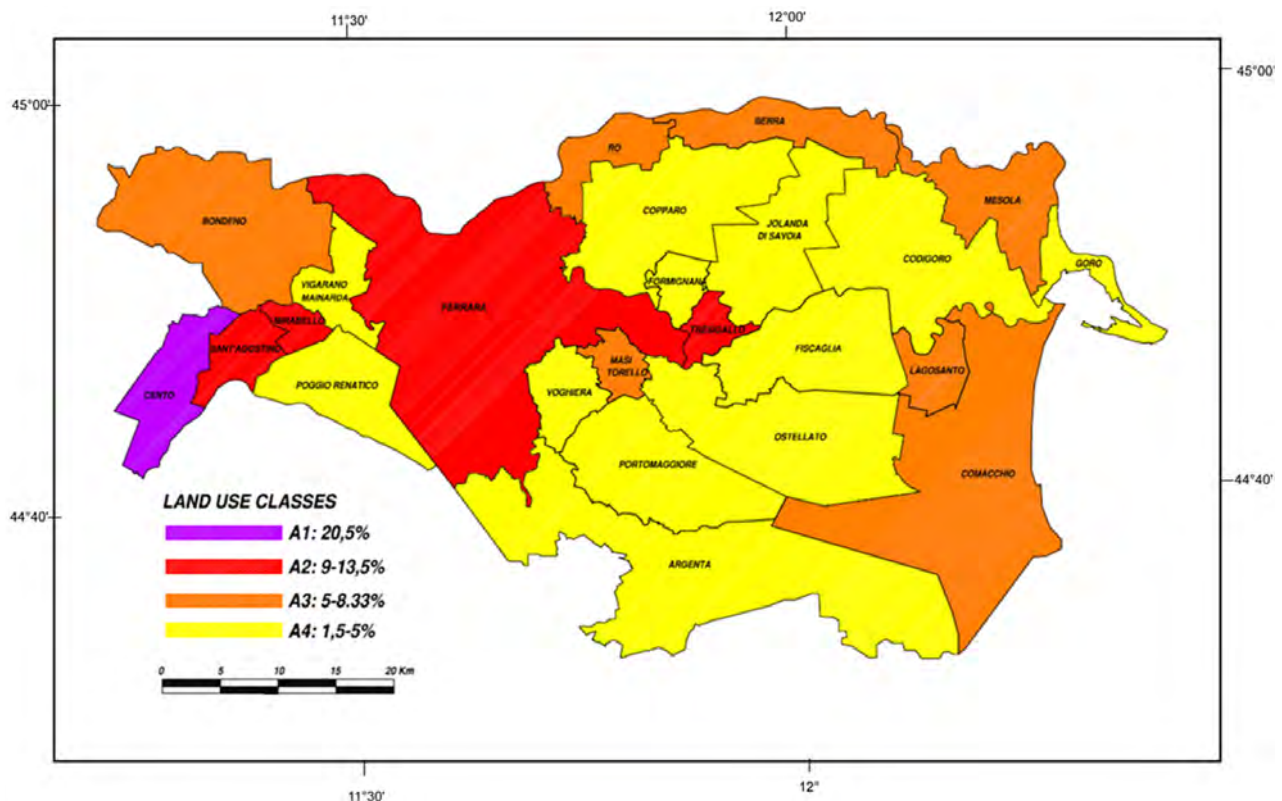 11°30'
12°00'
45°00'
45°00'
BERRA
RO
MESOLA
COPPARO
BONDENO
JOLANDA
DI SAVOIA
CODIGORO
GORO
FORMIGNANA
VIGARANO
MAINARDA
FERRARA
MIRABELLO
TRESIGALLO
SANT'AGOSTINO
FISCAGLIA
MASI
TORELLO
LAGOSANTO
POGGIO RENATICO
VOGHIERA
CENTO
OSTELLATO
PORTOMAGGIORE
COMACCHIO
44°40'
44°40'
ARGENTA
LAND USE CLASSES
A1: 20,5%
A2: 9-13,5%
A3: 5-8.33%
A4: 1,5-5%
0 5 10 15 20 Km
11°30'
12°